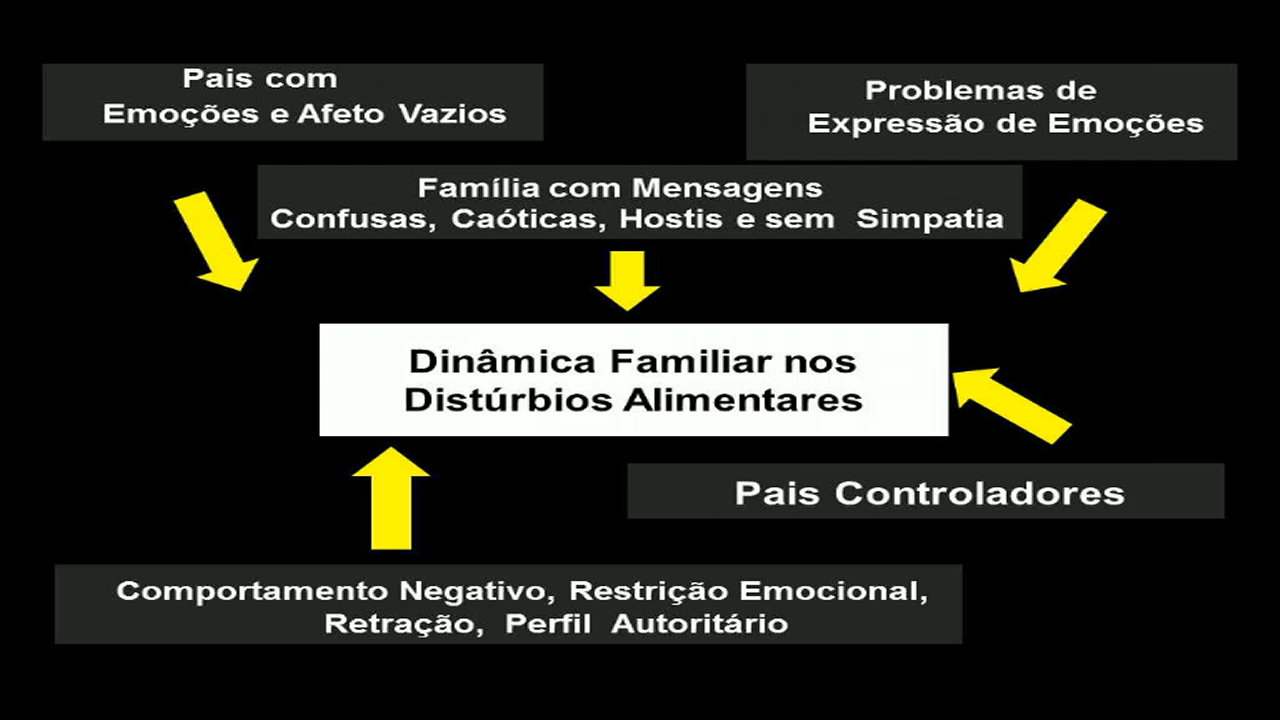 Pais com
Emoções e Afeto Vazios
Problemas de
Expressão de Emoções
Família com Mensagens
Confusas, Caóticas, Hostis e sem Simpatia
Dinâmica Familiar nos
Distúrbios Alimentares
Pais Controladores
Comportamento Negativo, Restrição Emocional,
Retração, Perfil Autoritário